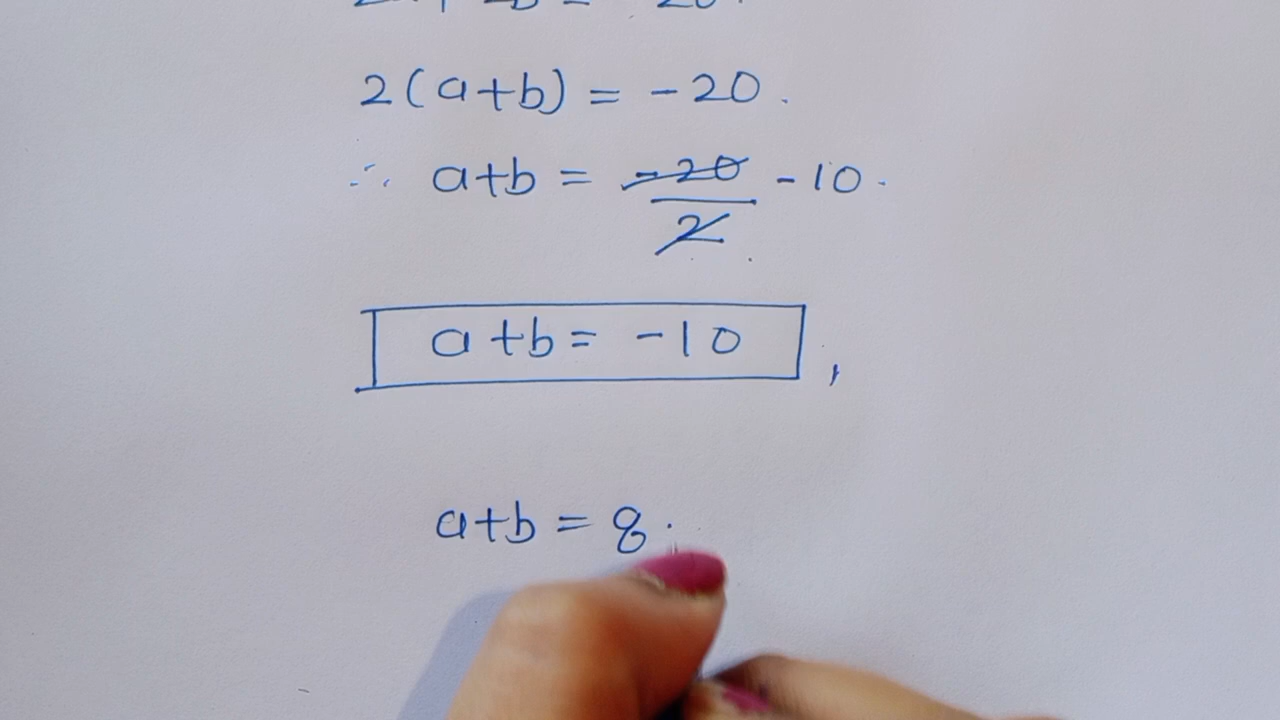 2(a+b) = -20.
∴ a+b = -20/2 -10.
a+b = -10,
a+b = 8.